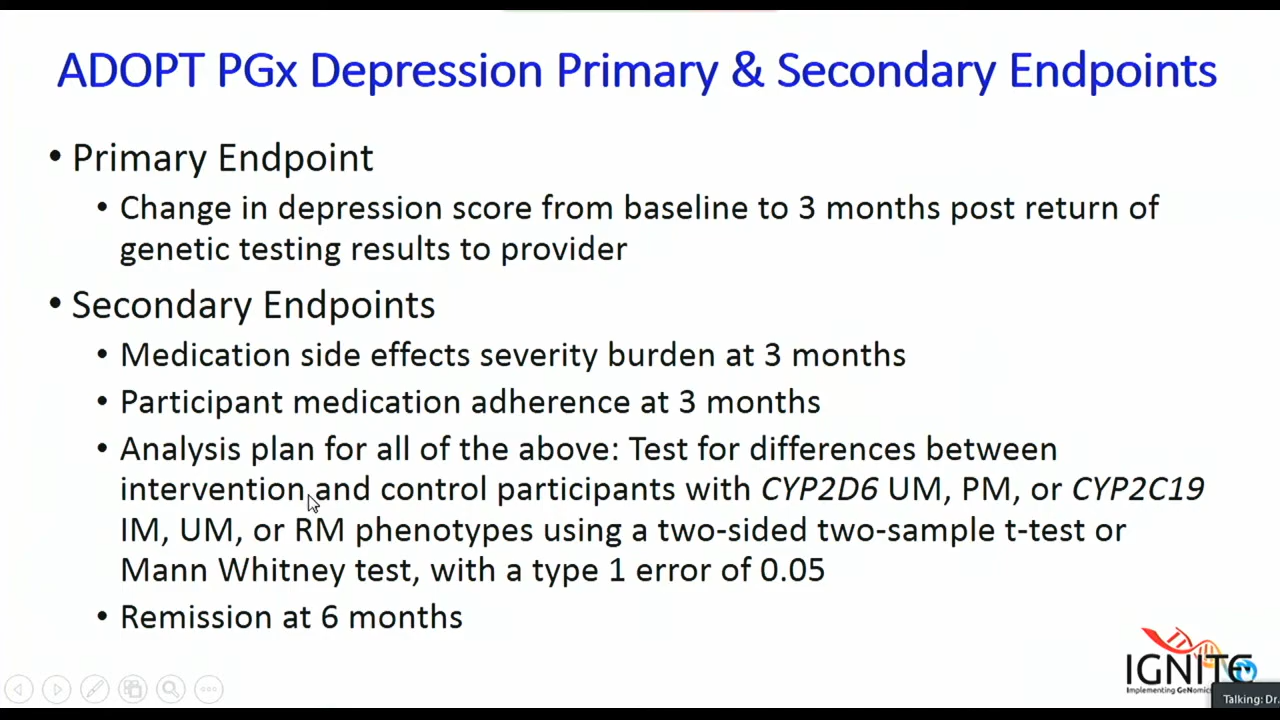 ADOPT PGx Depression Primary & Secondary Endpoints
• Primary Endpoint
• Change in depression score from baseline to 3 months post return of
genetic testing results to provider
• Secondary Endpoints
• Medication side effects severity burden at 3 months
• Participant medication adherence at 3 months
• Analysis plan for all of the above: Test for differences between
intervention and control participants with CYP2D6 UM, PM, or CYP2C19
IM, UM, or RM phenotypes using a two-sided two-sample t-test or
Mann Whitney test, with a type 1 error of 0.05
• Remission at 6 months
IGNITE
Implementing GeNomics
Talking: Dr.